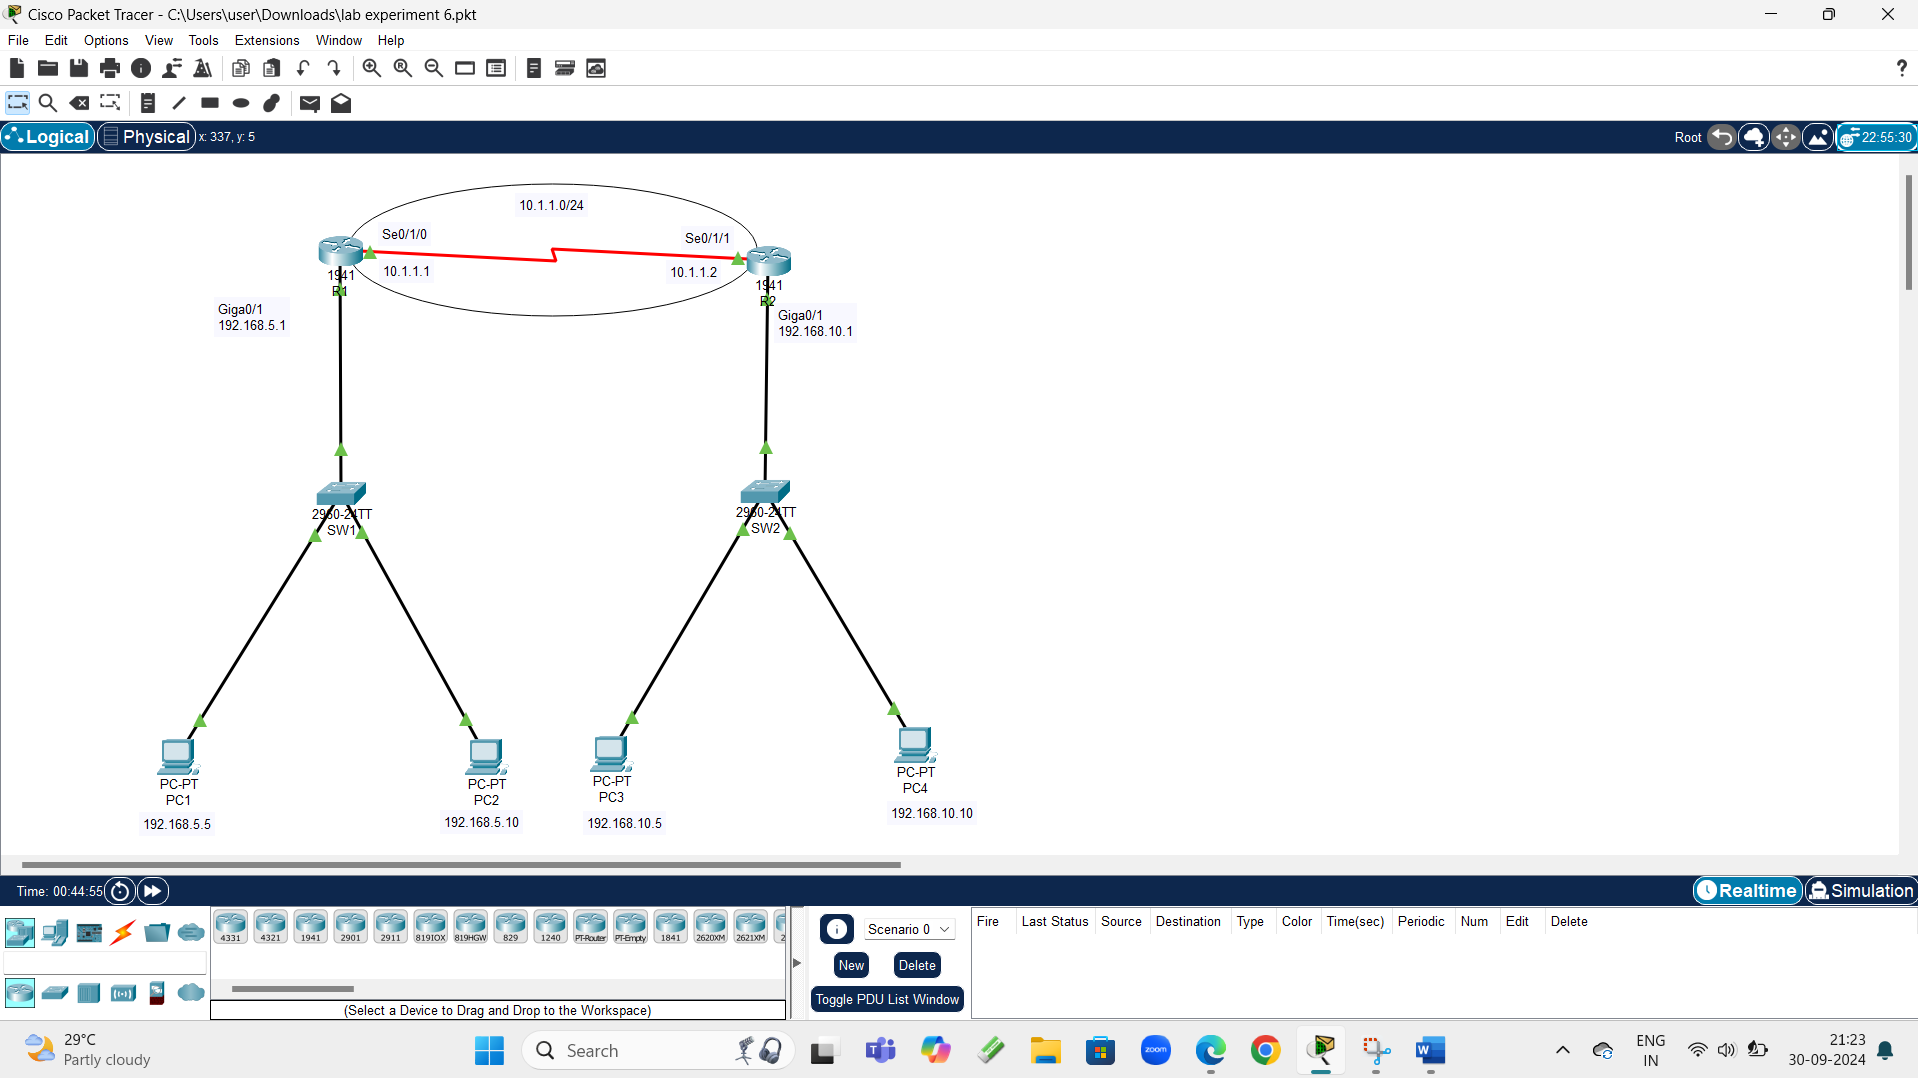 Cisco Packet Tracer - C:\Users\user\Downloads\lab experiment 6.pkt
File Edit Options View Tools Extensions Window Help
?
Logical Physical x: 337, y: 5 Root 22:55:30
10.1.1.0/24
Se0/1/0
Se0/1/1
10.1.1.1
10.1.1.2
1941
R1
1941
R2
Giga0/1
192.168.5.1
Giga0/1
192.168.10.1
2960-24TT
SW1
2960-24TT
SW2
PC-PT
PC1
192.168.5.5
PC-PT
PC2
192.168.5.10
PC-PT
PC3
192.168.10.5
PC-PT
PC4
192.168.10.10
Time: 00:44:55 Realtime Simulation
4331 4321 1941 2901 2911 819IOX 819HGW 829 1240 PT-Router PT-Empty 1841 2620XM 2621XM 2
(Select a Device to Drag and Drop to the Workspace)
Scenario 0
New Delete
Toggle PDU List Window
Fire Last Status Source Destination Type Color Time(sec) Periodic Num Edit Delete
29°C
Partly cloudy
Search
zoom
ENG
IN
21:23
30-09-2024